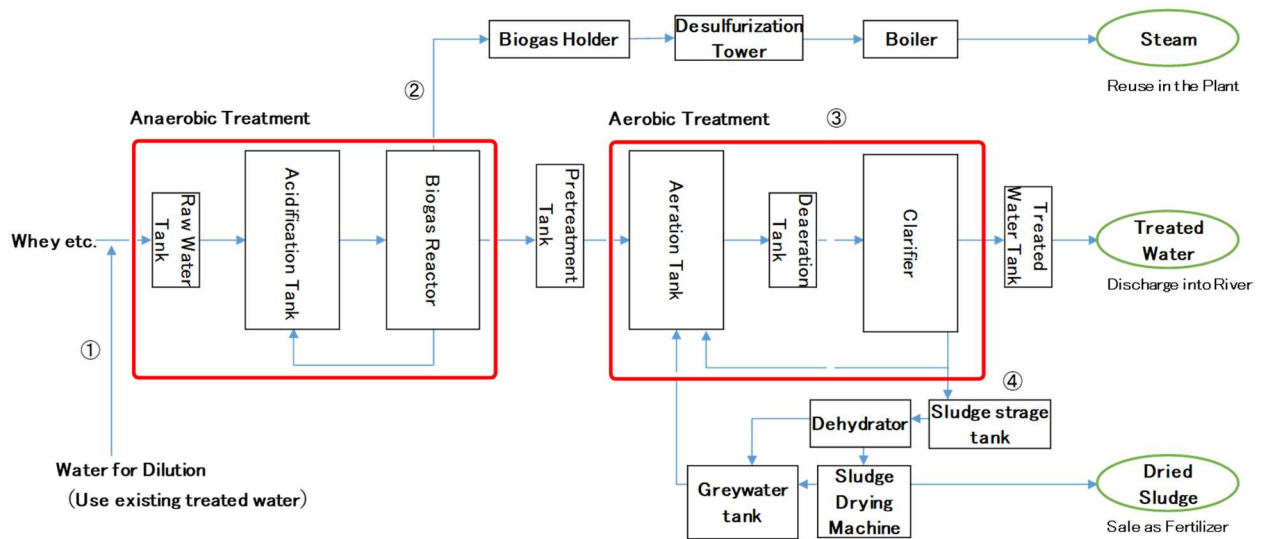 Biogas Holder
Desulfurization
Tower
Boiler
Steam
Reuse in the Plant
②
Anaerobic Treatment
Aerobic Treatment
③
Whey etc.
Raw Water
Tank
Acidification Tank
Biogas Reactor
Pretreatment
Tank
Aeration Tank
Deaeration
Tank
Clarifier
Treated
Water Tank
Treated
Water
Discharge into River
①
④
Water for Dilution
(Use existing treated water)
Dehydrator
Sludge strage
tank
Greywater
tank
Sludge
Drying
Machine
Dried
Sludge
Sale as Fertilizer